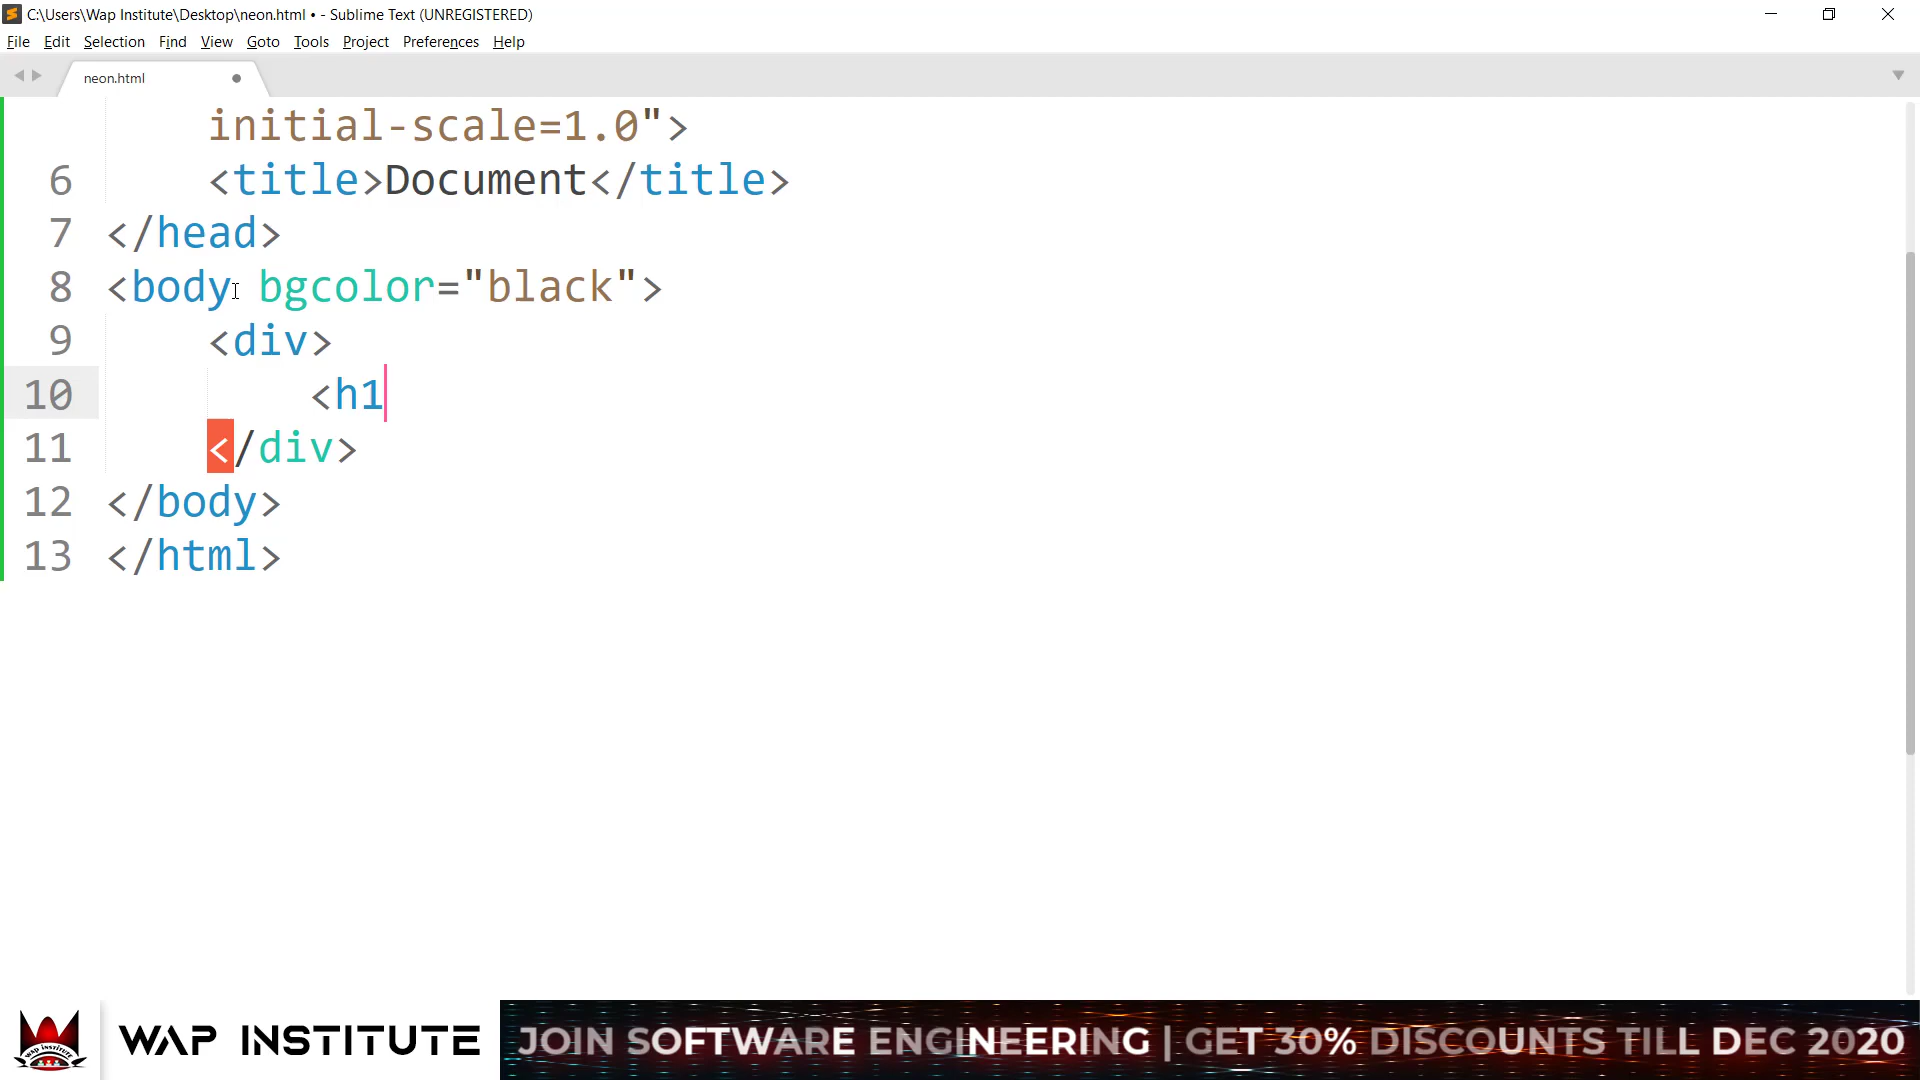 C:\Users\Wap Institute\Desktop\neon.html • - Sublime Text (UNREGISTERED)
File Edit Selection Find View Goto Tools Project Preferences Help
neon.html
initial-scale=1.0">
6 <title>Document</title>
7 </head>
8 <body bgcolor="black">
9 <div>
10 <h1
11 </div>
12 </body>
13 </html>
wap institute
WAP INSTITUTE
JOIN SOFTWARE ENGINEERING | GET 30% DISCOUNTS TILL DEC 2020